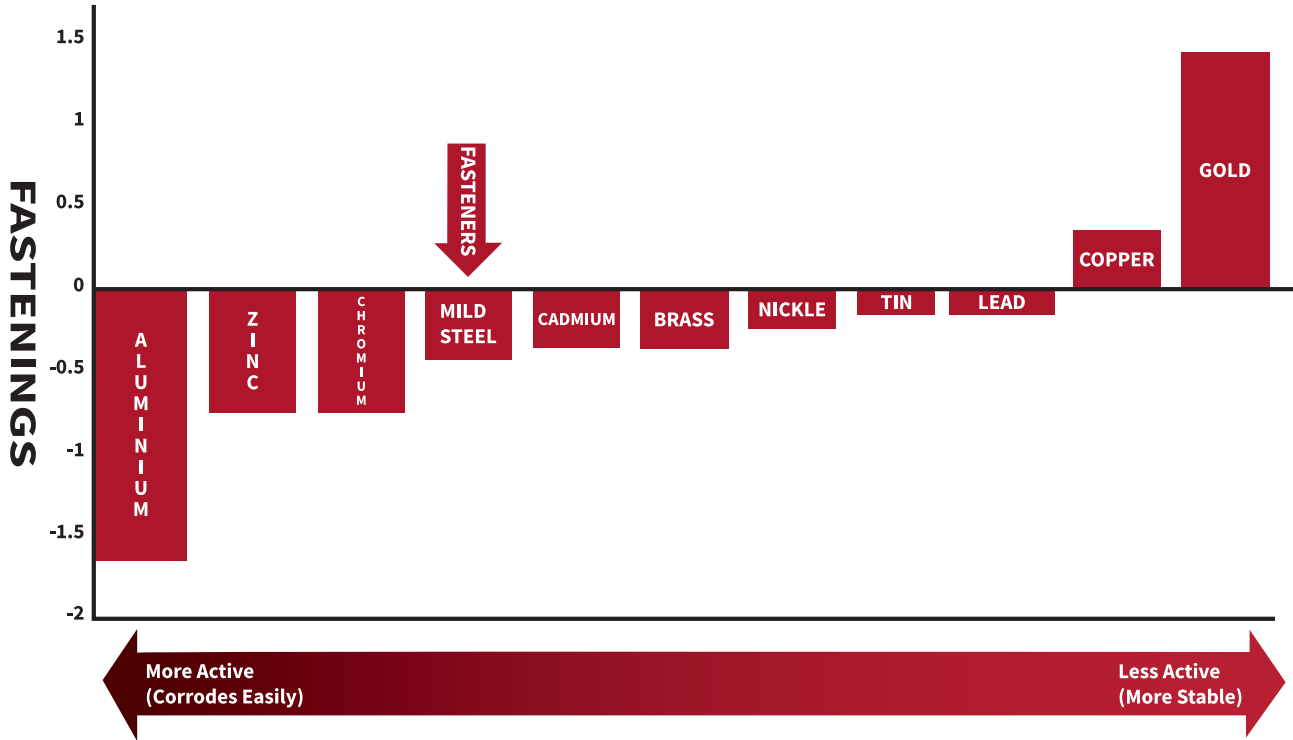 FASTENINGS
1.5
1
0.5
0
-0.5
-1
-1.5
-2
FASTENERS
ALUMINIUM
ZINC
CHROMIUM
MILD
STEEL
CADMIUM
BRASS
NICKLE
TIN
LEAD
COPPER
GOLD
More Active
(Corrodes Easily)
Less Active
(More Stable)